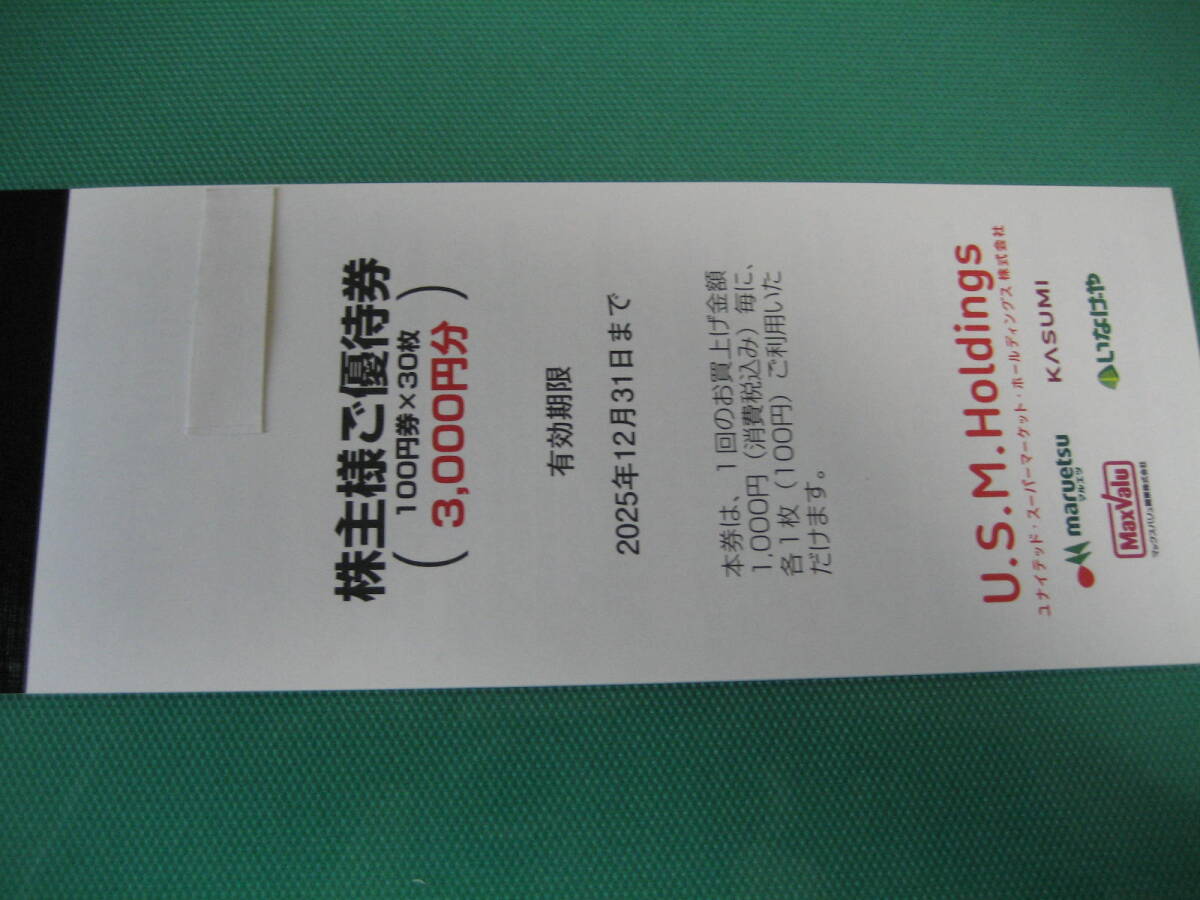 株主様ご優待券
100円券×30枚
( 3,000円分 )
有効期限
2025年12月31日まで
本券は、1回のお買上げ金額
1,000円（消費税込み）毎に、
各1枚（100円）ご利用いた
だけます。
U.S.M.Holdings
ユナイテッド・スーパーマーケット・ホールディングス株式会社
maruetsu
マルエツ
KASUMI
MaxValu
マックスバリュ関東株式会社
いなげや